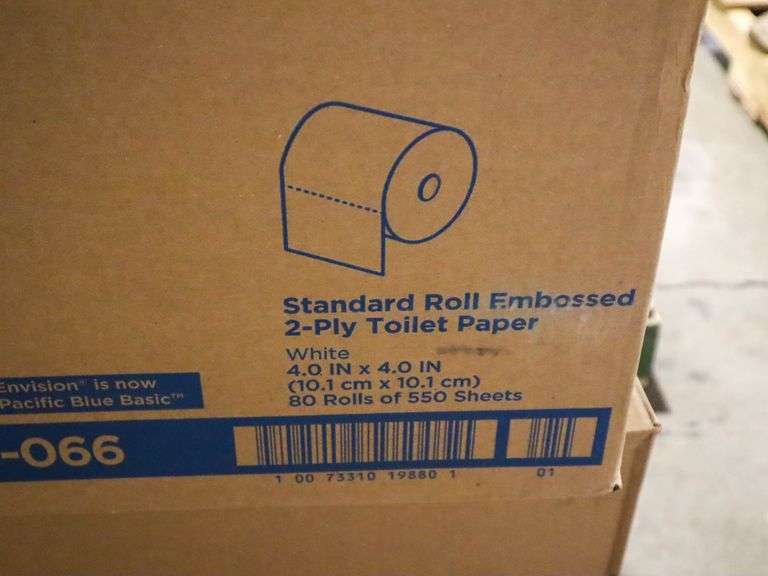 Standard Roll Embossed
2-Ply Toilet Paper
White
4.0 IN x 4.0 IN
(10.1 cm x 10.1 cm)
80 Rolls of 550 Sheets
Envision® is now
Pacific Blue Basic™
-066
1 00 73310 19880 1
01